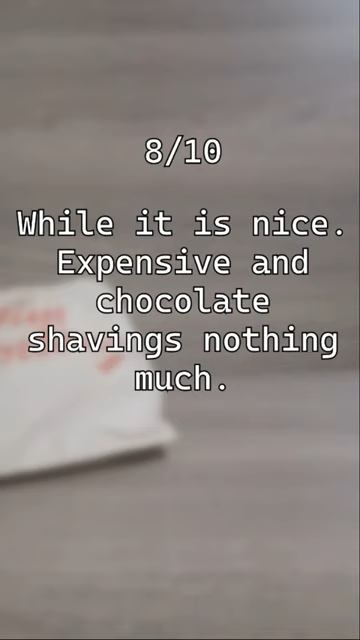 8/10
While it is nice.
Expensive and
chocolate
shavings nothing
much.